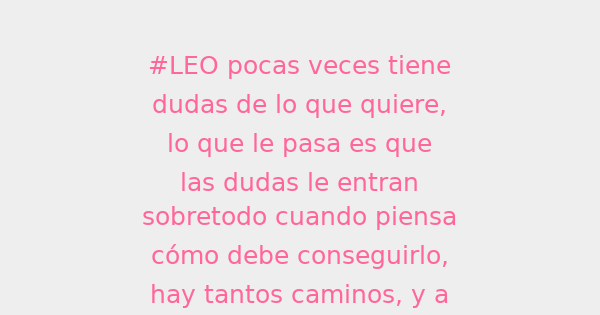 #LEO pocas veces tiene
dudas de lo que quiere,
lo que le pasa es que
las dudas le entran
sobretodo cuando piensa
cómo debe conseguirlo,
hay tantos caminos, y a